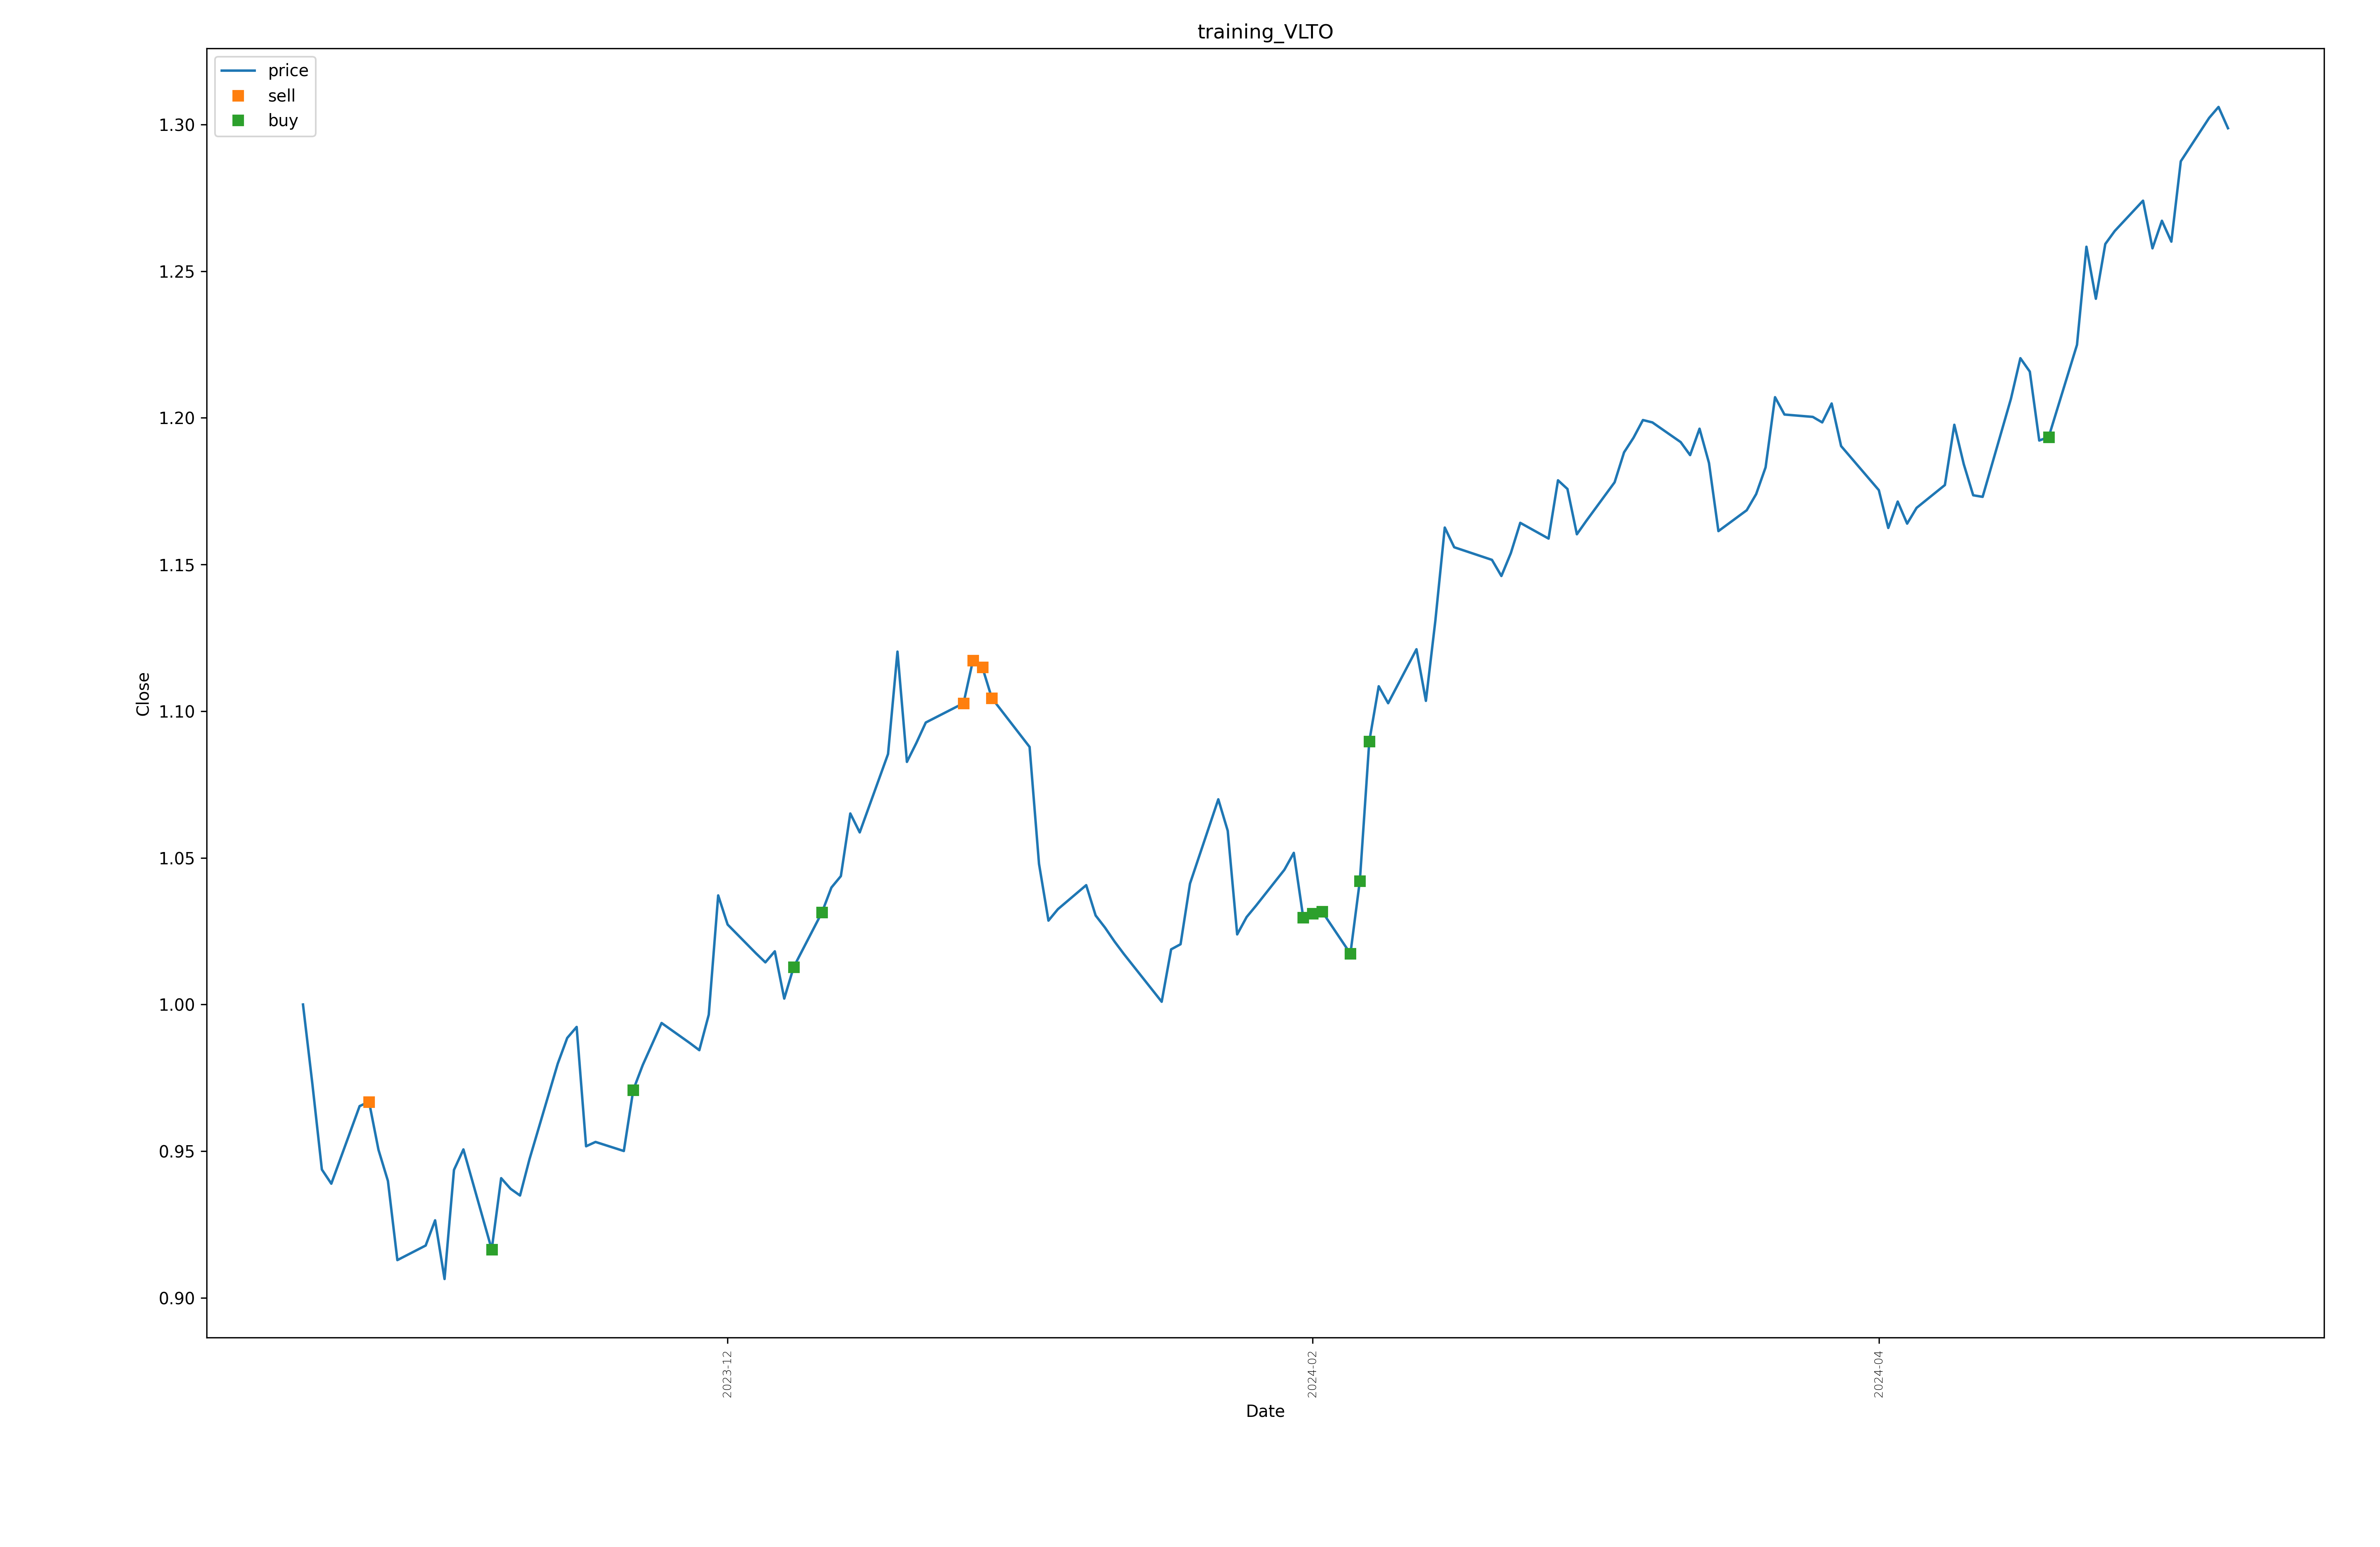 training_VLTO
price
sell
buy
1.30
1.25
1.20
1.15
1.10
1.05
1.00
0.95
0.90
Close
2023-12
2024-02
2024-04
Date